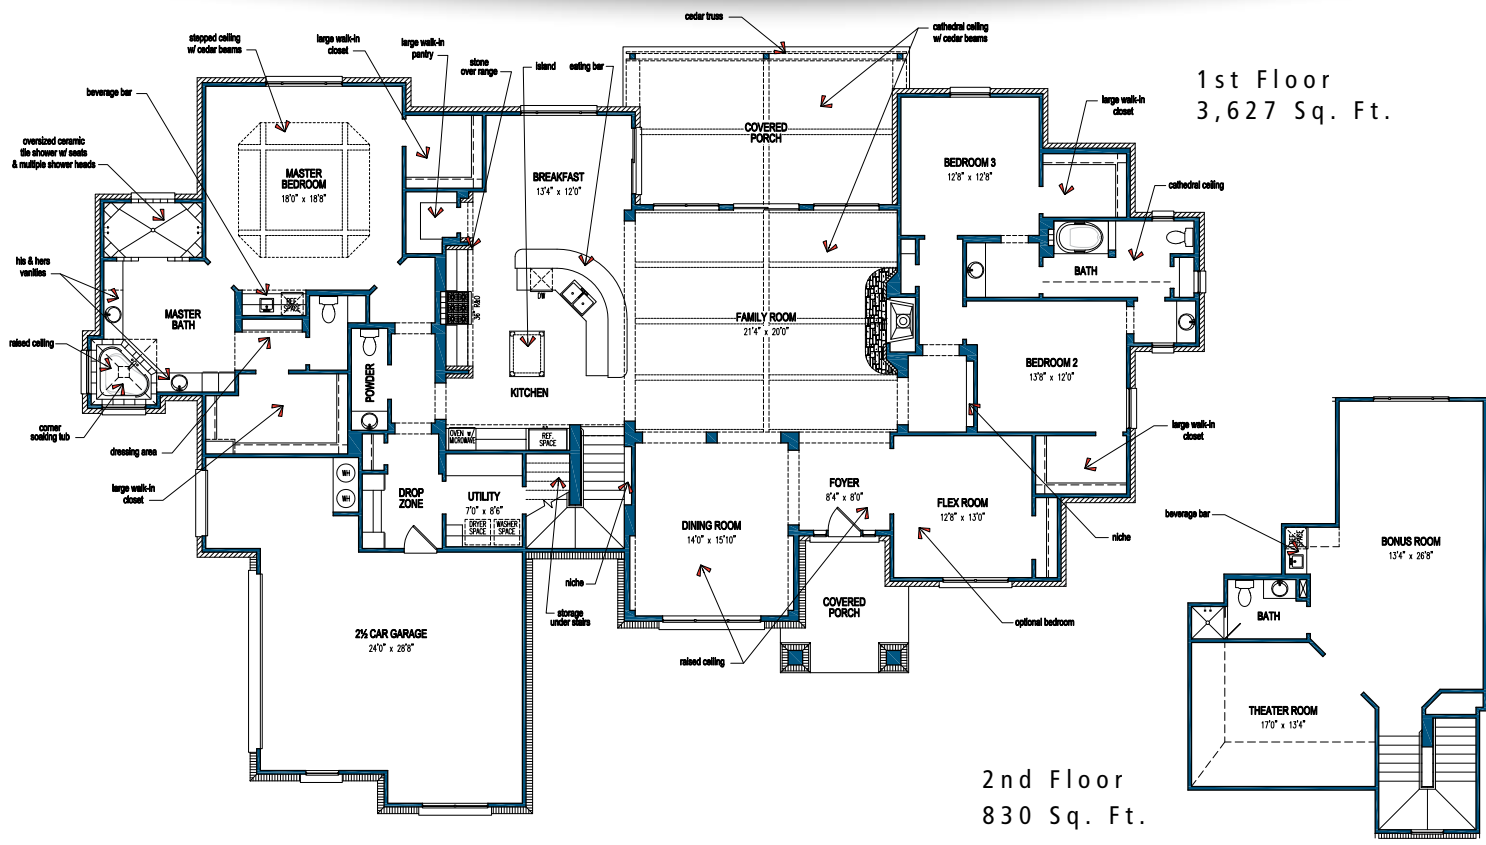 cedar truss
cathedral ceiling
w/ cedar beams
stepped ceiling
w/ cedar beams
large walk-in
closet
large walk-in
pantry
stone
over range
island
eating bar
1st Floor
3,627 Sq. Ft.
beverage bar
large walk-in
closet
oversized ceramic
tile shower w/ seats
& multiple shower heads
COVERED
PORCH
BEDROOM 3
12'8" x 12'8"
MASTER
BEDROOM
18'0" x 18'8"
BREAKFAST
13'4" x 12'0"
cathedral ceiling
his & hers
vanities
BATH
REF.
SPACE
DW
36" R&O
MASTER
BATH
FAMILY ROOM
21'4" x 20'0"
raised ceiling
BEDROOM 2
13'8" x 12'0"
POWDER
KITCHEN
corner
soaking tub
dressing area
OVEN w/
MICROWAVE
REF.
SPACE
large walk-in
closet
WH
WH
large walk-in
closet
DROP
ZONE
UTILITY
7'0" x 8'6"
FOYER
8'4" x 8'0"
FLEX ROOM
12'8" x 13'0"
DRYER
SPACE
WASHER
SPACE
DINING ROOM
14'0" x 15'10"
niche
beverage bar
REF.
SPACE
BONUS ROOM
13'4" x 26'8"
niche
storage
under stairs
COVERED
PORCH
optional bedroom
BATH
2½ CAR GARAGE
24'0" x 28'8"
raised ceiling
THEATER ROOM
17'0" x 13'4"
2nd Floor
830 Sq. Ft.